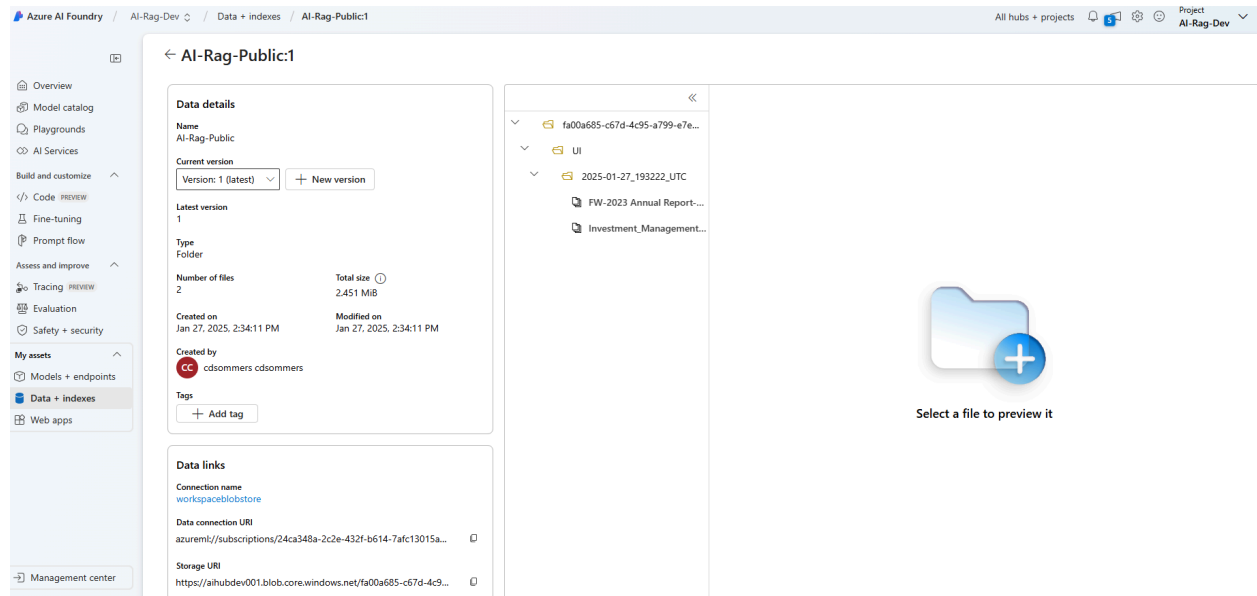 Azure AI Foundry / AI-Rag-Dev / Data + indexes / AI-Rag-Public:1
All hubs + projects
5
Project
AI-Rag-Dev
Overview
Model catalog
Playgrounds
AI Services
Build and customize
Code PREVIEW
Fine-tuning
Prompt flow
Assess and improve
Tracing PREVIEW
Evaluation
Safety + security
My assets
Models + endpoints
Data + indexes
Web apps
Management center
AI-Rag-Public:1
Data details
Name
AI-Rag-Public
Current version
Version: 1 (latest)
New version
Latest version
1
Type
Folder
Number of files
2
Total size
2.451 MiB
Created on
Jan 27, 2025, 2:34:11 PM
Modified on
Jan 27, 2025, 2:34:11 PM
Created by
CC cdsommers cdsommers
Tags
Add tag
Data links
Connection name
workspaceblobstore
Data connection URI
azureml://subscriptions/24ca348a-2c2e-432f-b614-7afc13015a...
Storage URI
https://aihubdev001.blob.core.windows.net/fa00a685-c67d-4c9...
fa00a685-c67d-4c95-a799-e7e...
UI
2025-01-27_193222_UTC
FW-2023 Annual Report-...
Investment_Management...
Select a file to preview it